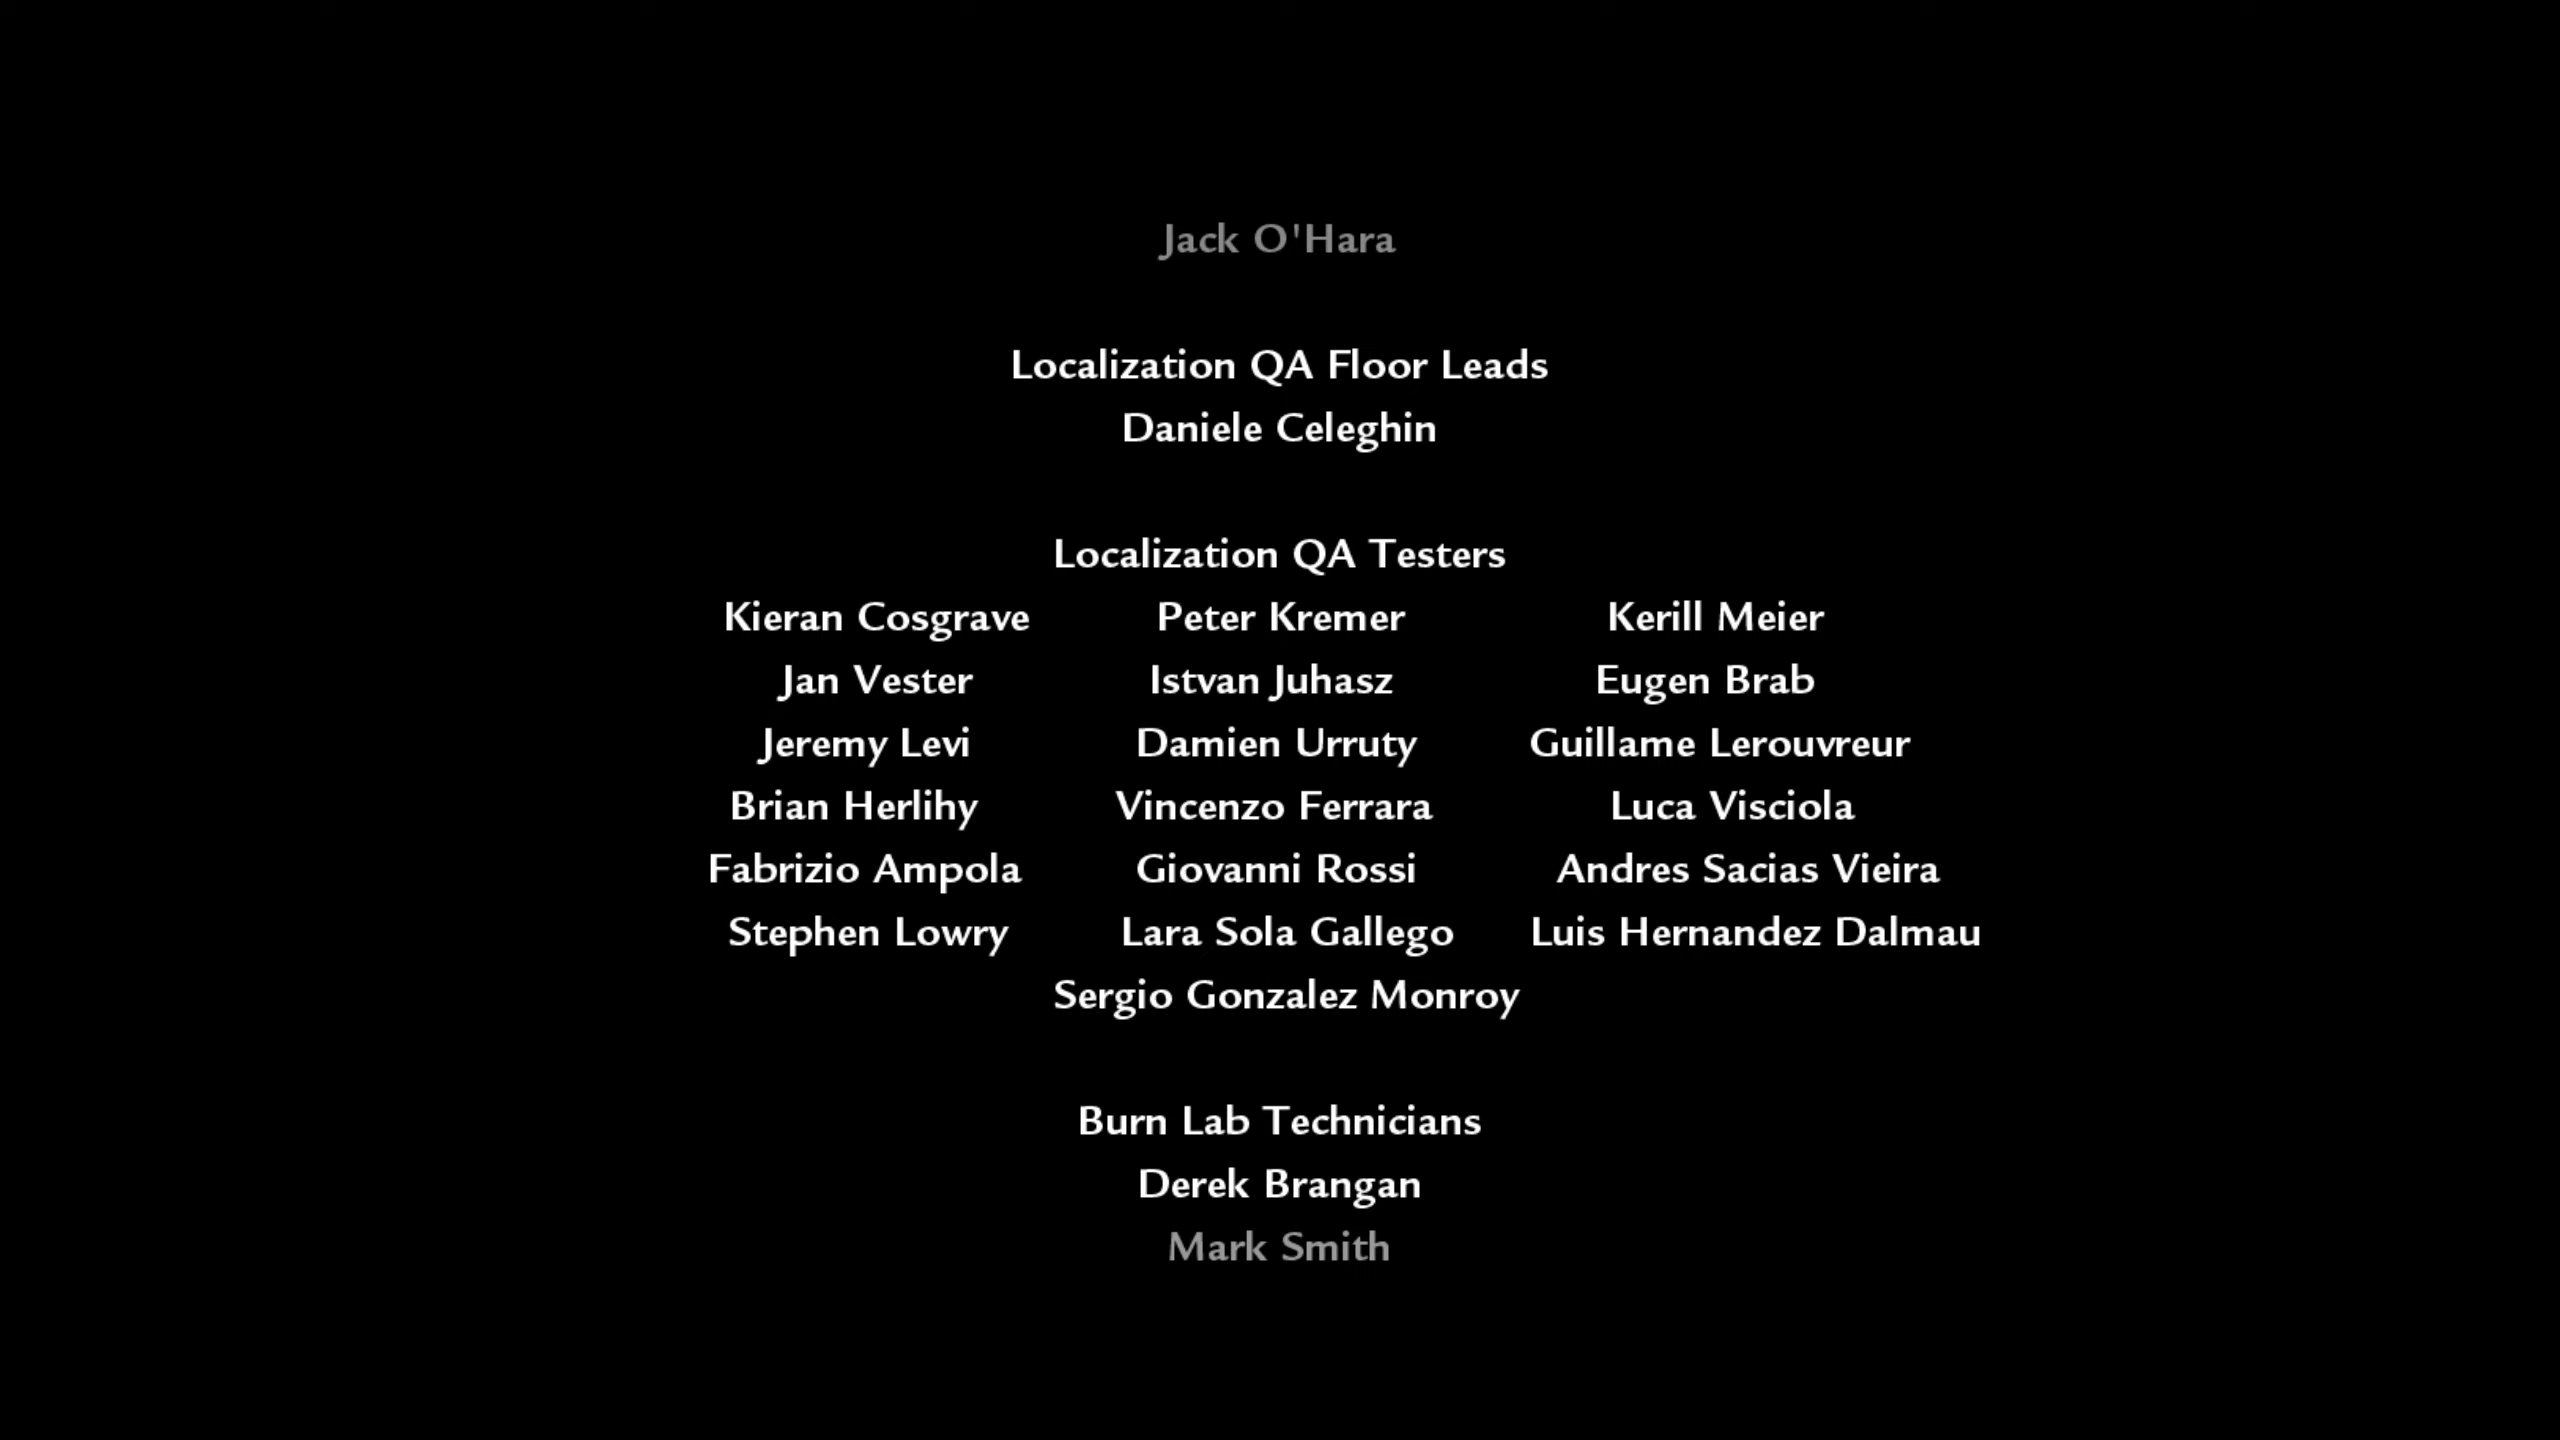 Jack O'Hara
Localization QA Floor Leads
Daniele Celeghin
Localization QA Testers
Kieran Cosgrave Peter Kremer Kerill Meier
Jan Vester Istvan Juhasz Eugen Brab
Jeremy Levi Damien Urruty Guillame Lerouvreur
Brian Herlihy Vincenzo Ferrara Luca Visciola
Fabrizio Ampola Giovanni Rossi Andres Sacias Vieira
Stephen Lowry Lara Sola Gallego Luis Hernandez Dalmau
Sergio Gonzalez Monroy
Burn Lab Technicians
Derek Brangan
Mark Smith